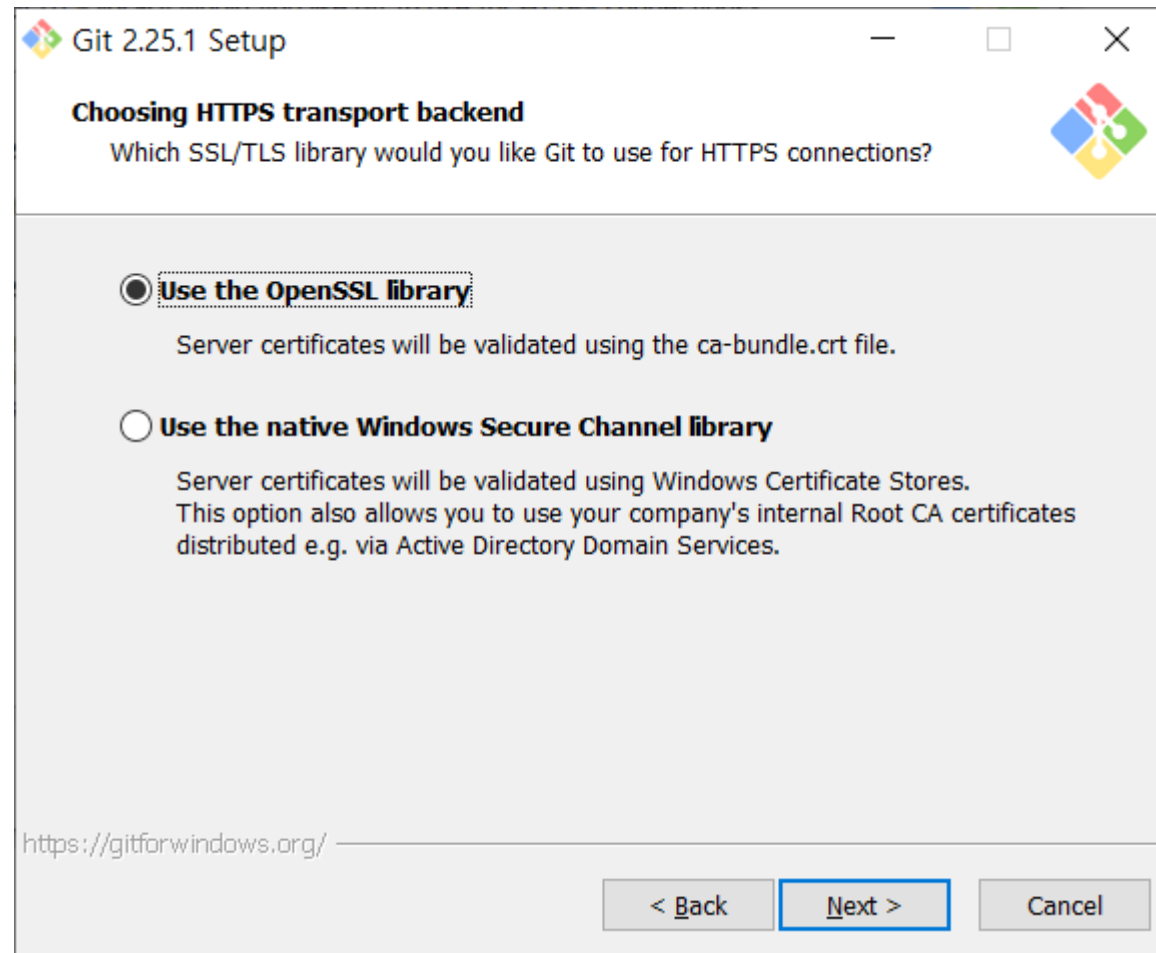 Git 2.25.1 Setup
Choosing HTTPS transport backend
Which SSL/TLS library would you like Git to use for HTTPS connections?
Use the OpenSSL library
Server certificates will be validated using the ca-bundle.crt file.
Use the native Windows Secure Channel library
Server certificates will be validated using Windows Certificate Stores.
This option also allows you to use your company's internal Root CA certificates
distributed e.g. via Active Directory Domain Services.
https://gitforwindows.org/
< Back
Next >
Cancel